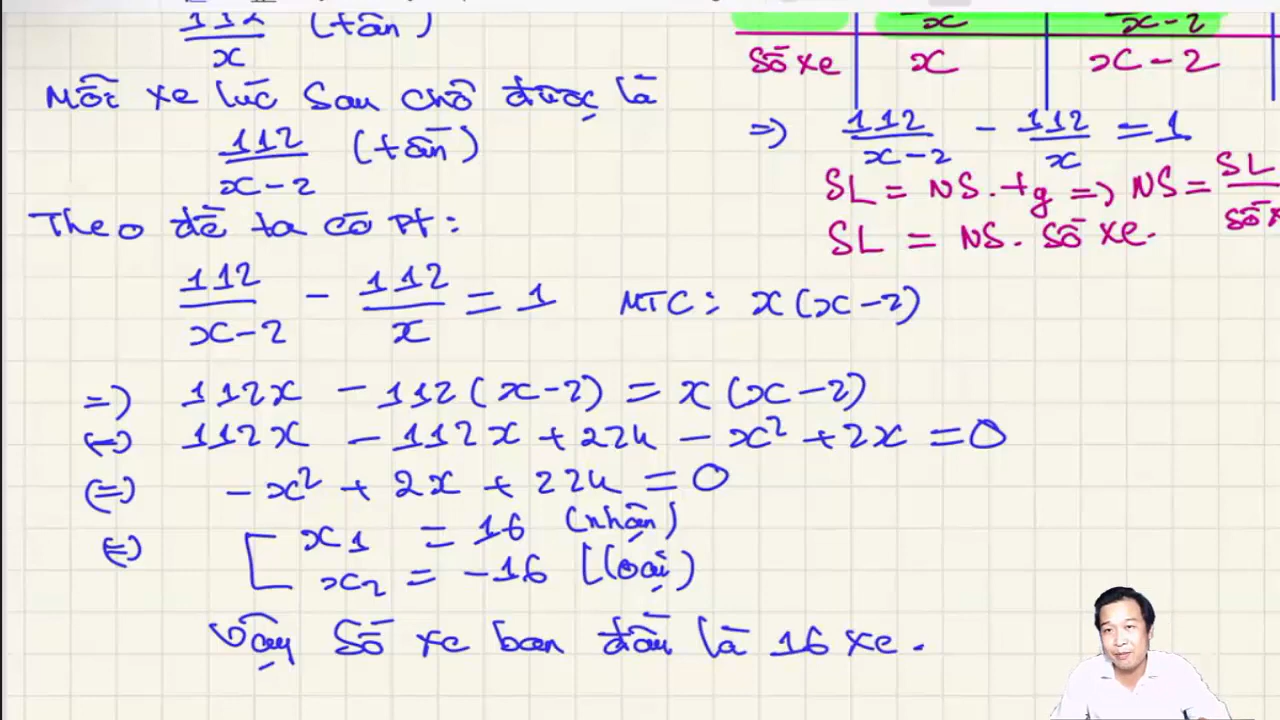 112/x (tấn)
Mỗi xe lúc sau chở được là
112/(x-2) (tấn)
Theo đề ta có Pt:
112/(x-2) - 112/x = 1 MTC: x(x-2)
=> 112x - 112(x-2) = x(x-2)
<=> 112x - 112x + 224 - x² + 2x = 0
<=> -x² + 2x + 224 = 0
<=> [ x1 = 16 (nhận)
x2 = -16 (loại)
Vậy số xe ban đầu là 16 xe.
x x-2
Số xe x x-2
=> 112/(x-2) - 112/x = 1
SL = NS.tg => NS = SL/số x
SL = NS. Số xe.